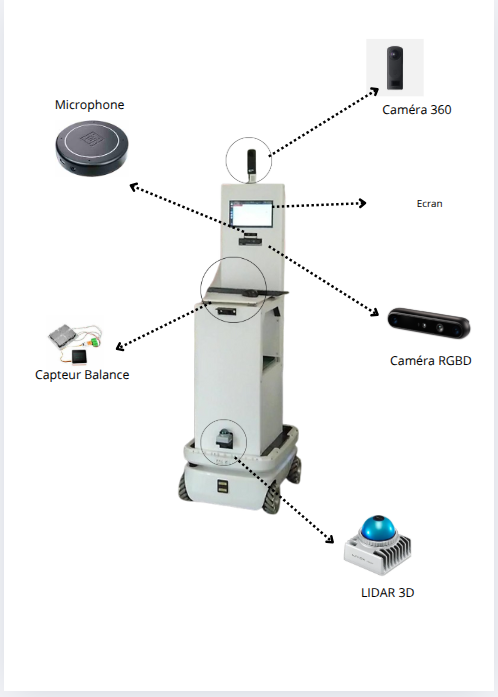 Caméra 360
Microphone
Ecran
Caméra RGBD
Capteur Balance
LIDAR 3D